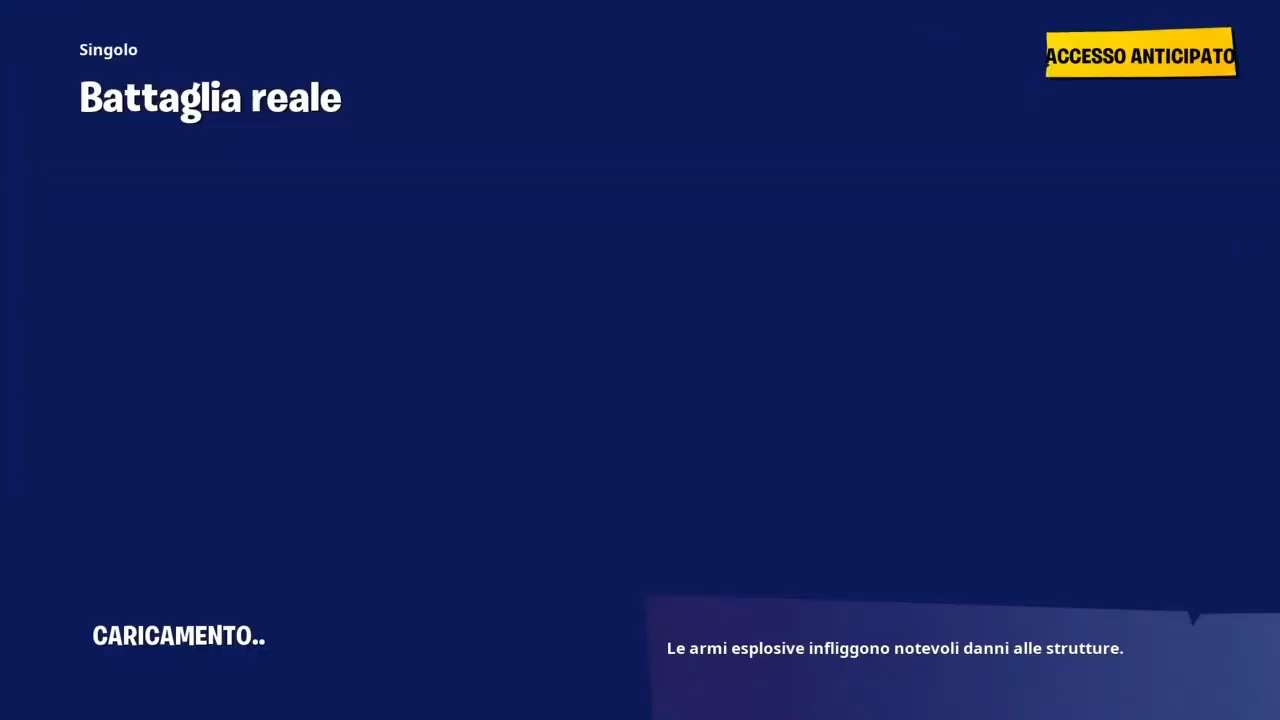 Singolo
Battaglia reale
ACCESSO ANTICIPATO
CARICAMENTO..
Le armi esplosive infliggono notevoli danni alle strutture.